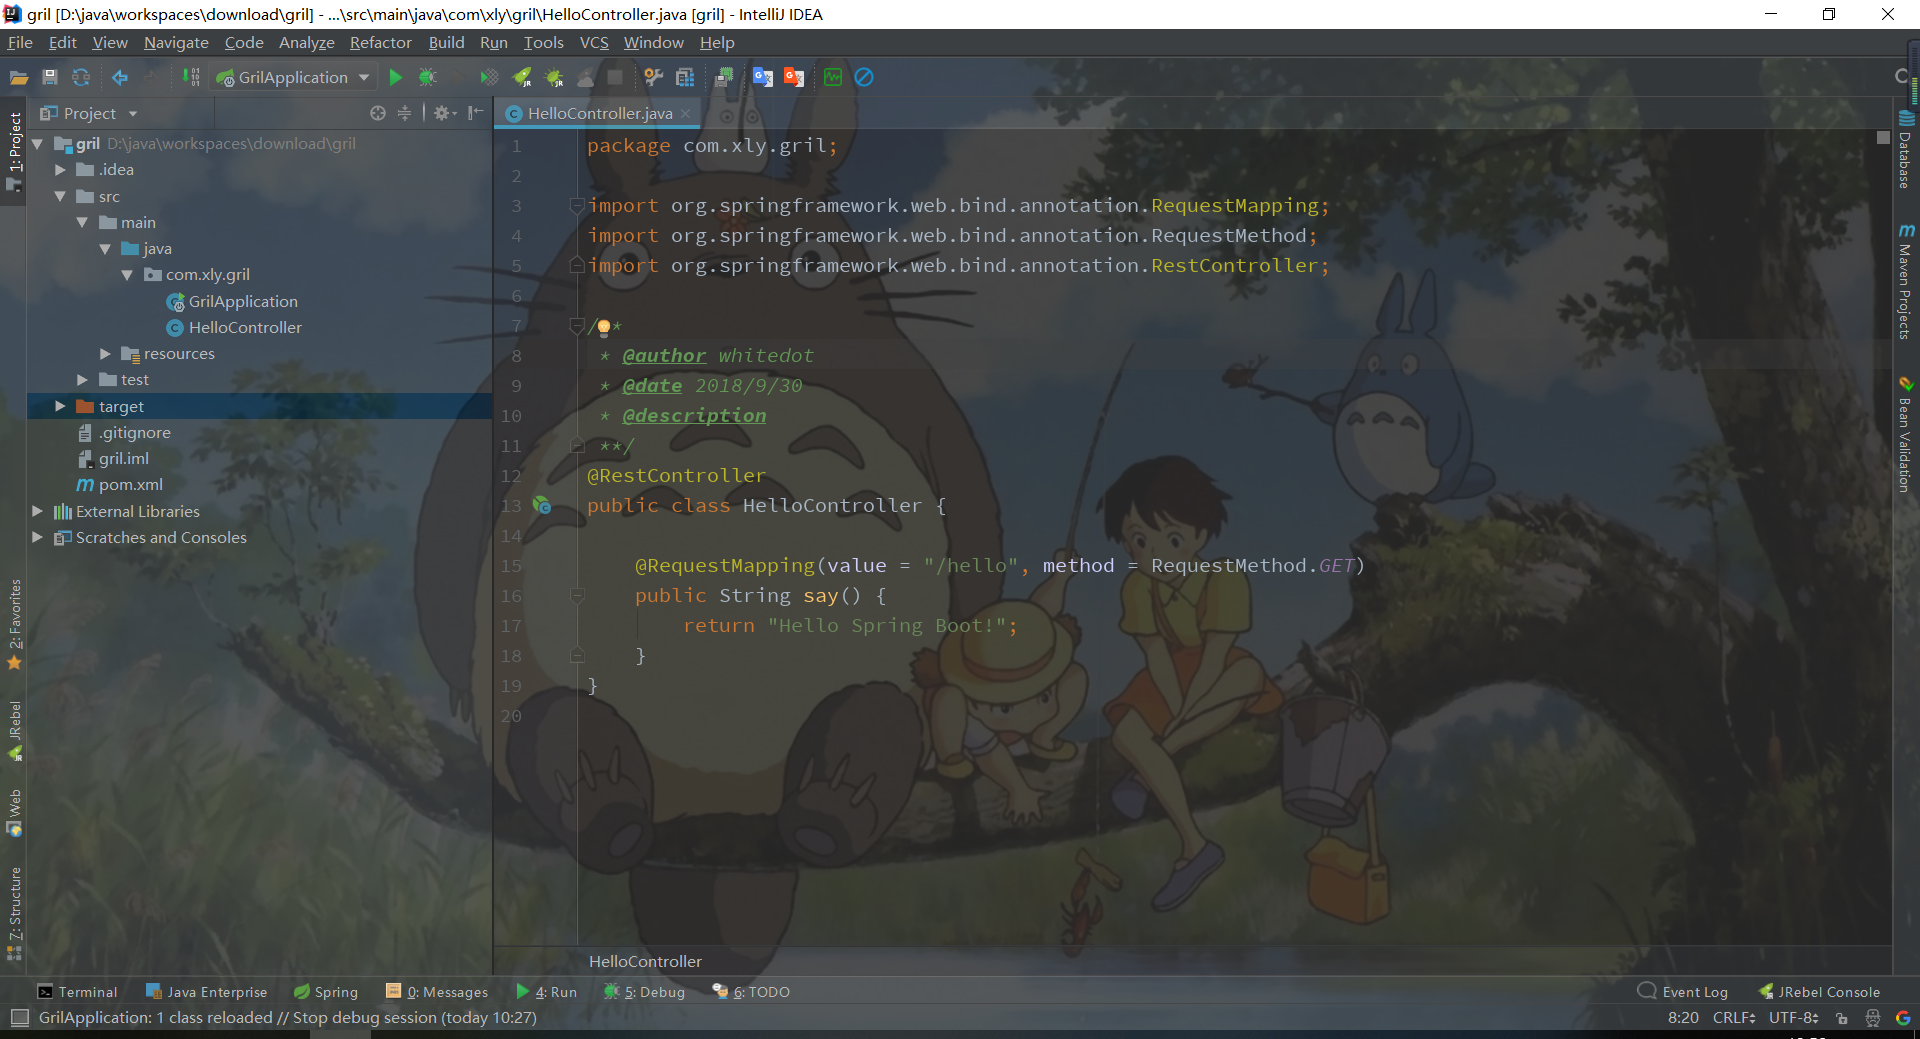 gril [D:\java\workspaces\download\gril] - ...\src\main\java\com\xly\gril\HelloController.java [gril] - IntelliJ IDEA
File Edit View Navigate Code Analyze Refactor Build Run Tools VCS Window Help
GrilApplication
Project
HelloController.java
1: Project
gril D:\java\workspaces\download\gril
.idea
src
main
java
com.xly.gril
GrilApplication
HelloController
resources
test
target
.gitignore
gril.iml
pom.xml
External Libraries
Scratches and Consoles
2: Favorites
JRebel
Web
7: Structure
1 package com.xly.gril;
2
3 import org.springframework.web.bind.annotation.RequestMapping;
4 import org.springframework.web.bind.annotation.RequestMethod;
5 import org.springframework.web.bind.annotation.RestController;
6
7 /**
8 * @author whitedot
9 * @date 2018/9/30
10 * @description
11 **/
12 @RestController
13 public class HelloController {
14
15 @RequestMapping(value = "/hello", method = RequestMethod.GET)
16 public String say() {
17 return "Hello Spring Boot!";
18 }
19 }
20
HelloController
Database
Maven Projects
Bean Validation
Terminal Java Enterprise Spring 0: Messages 4: Run 5: Debug 6: TODO Event Log JRebel Console
GrilApplication: 1 class reloaded // Stop debug session (today 10:27) 8:20 CRLF UTF-8